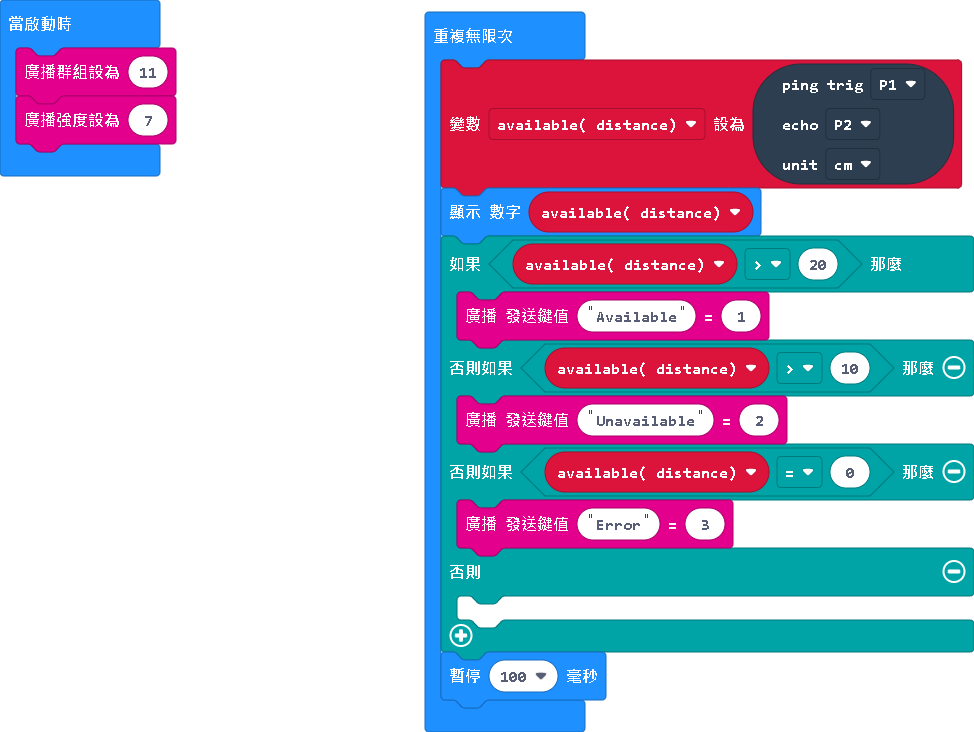 當啟動時
廣播群組設為 11
廣播強度設為 7
重複無限次
變數 available( distance) 設為 ping trig P1
echo P2
unit cm
顯示 數字 available( distance)
如果 available( distance) > 20 那麼
廣播 發送鍵值 "Available" = 1
否則如果 available( distance) > 10 那麼
廣播 發送鍵值 "Unavailable" = 2
否則如果 available( distance) = 0 那麼
廣播 發送鍵值 "Error" = 3
否則
暫停 100 毫秒